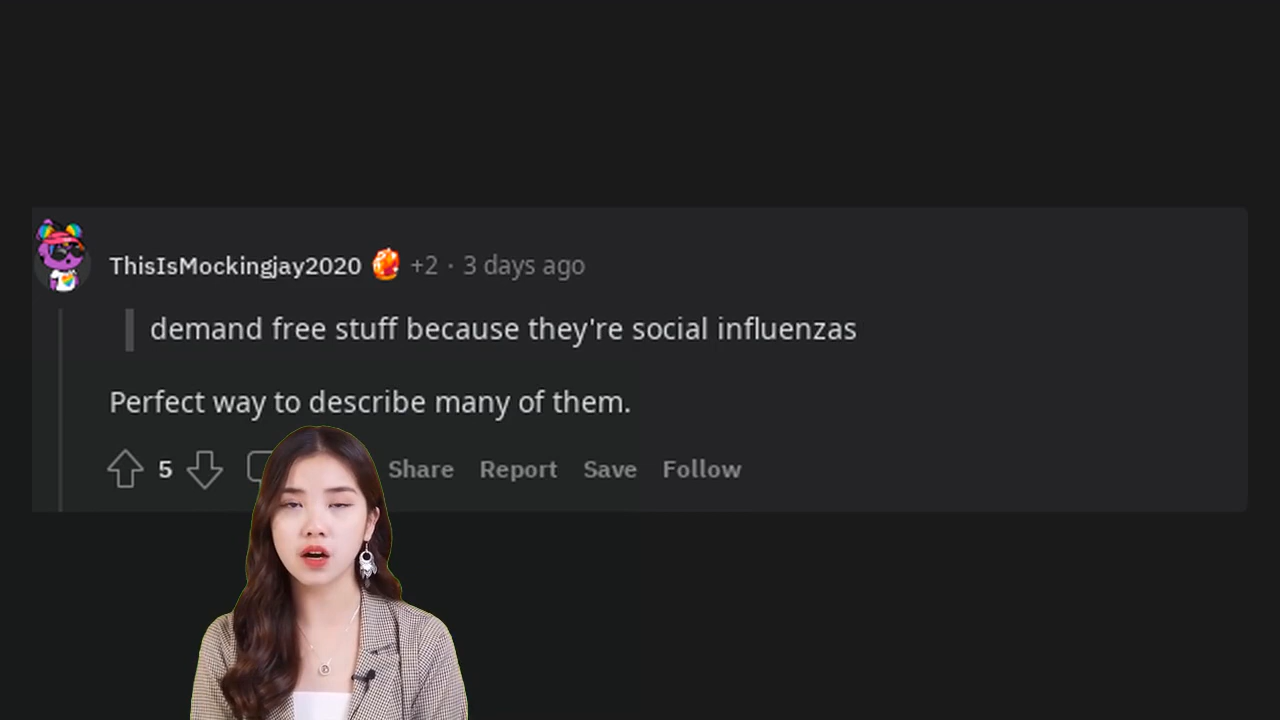 ThisIsMockingjay2020 +2 · 3 days ago
demand free stuff because they're social influenzas
Perfect way to describe many of them.
5 Share Report Save Follow